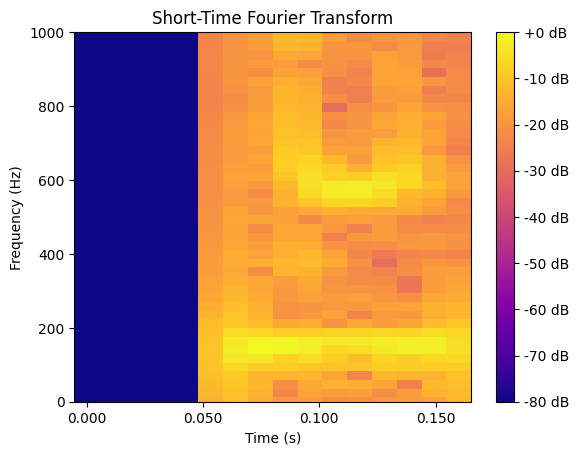 Short-Time Fourier Transform
1000
800
600
400
200
0
Frequency (Hz)
0.000
0.050
0.100
0.150
Time (s)
+0 dB
-10 dB
-20 dB
-30 dB
-40 dB
-50 dB
-60 dB
-70 dB
-80 dB